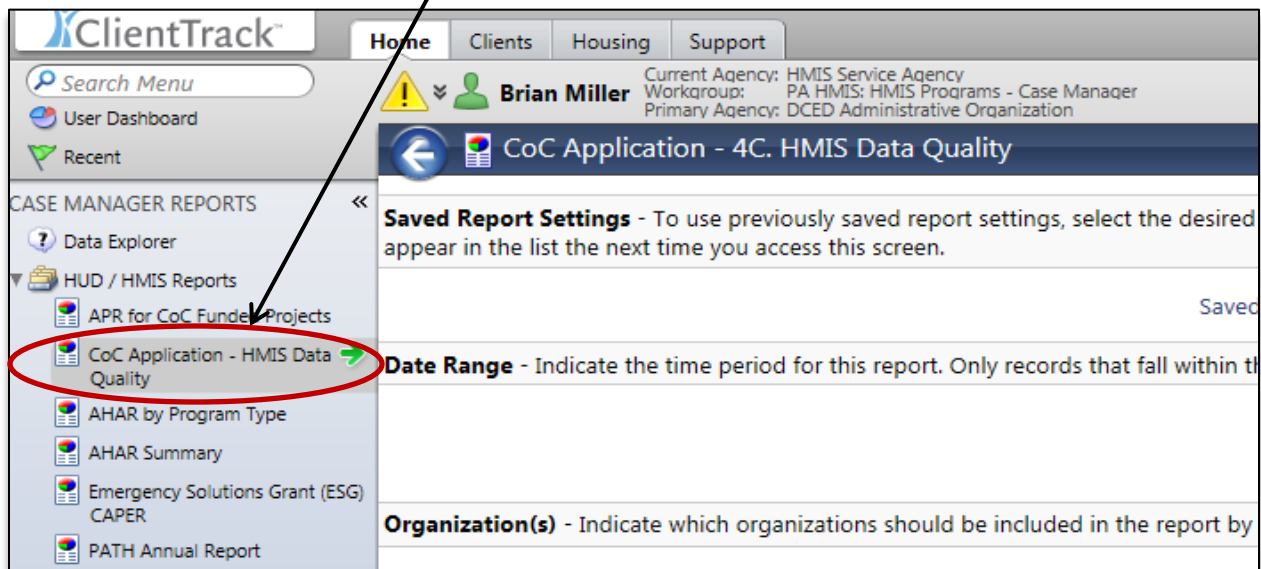 ClientTrack™
Home Clients Housing Support
Search Menu
User Dashboard
Recent
Brian Miller
Current Agency: HMIS Service Agency
Workgroup: PA HMIS: HMIS Programs - Case Manager
Primary Agency: DCED Administrative Organization
CoC Application - 4C. HMIS Data Quality
CASE MANAGER REPORTS «
Data Explorer
HUD / HMIS Reports
APR for CoC Funded Projects
CoC Application - HMIS Data
Quality
AHAR by Program Type
AHAR Summary
Emergency Solutions Grant (ESG)
CAPER
PATH Annual Report
Saved Report Settings - To use previously saved report settings, select the desired
appear in the list the next time you access this screen.
Saved
Date Range - Indicate the time period for this report. Only records that fall within
Organization(s) - Indicate which organizations should be included in the report by